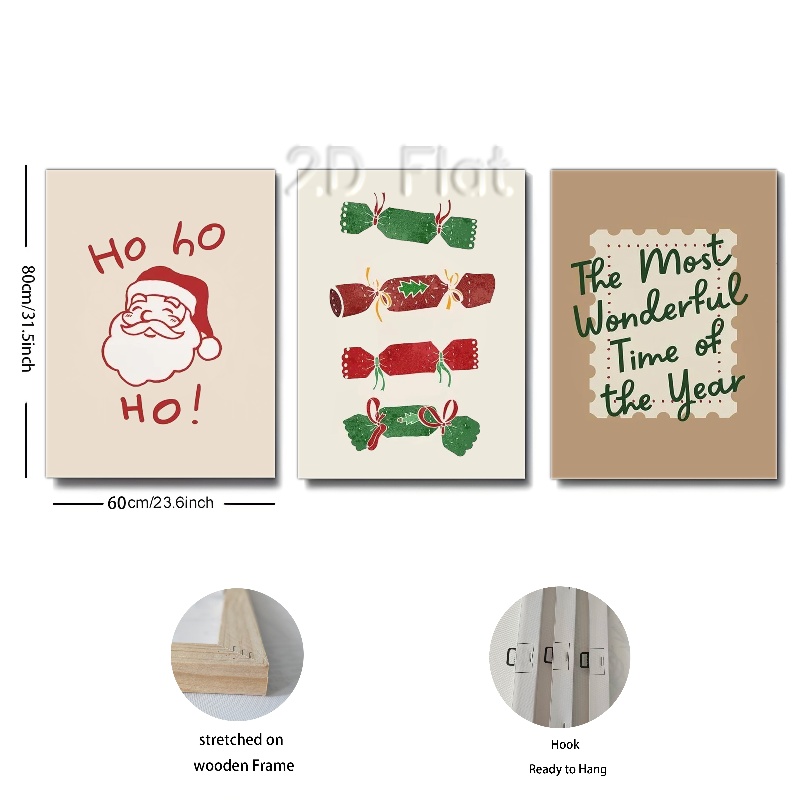 2D Flat
Ho ho
HO!
The Most
Wonderful
Time of
the Year
80cm/31.5inch
60cm/23.6inch
stretched on
wooden Frame
Hook
Ready to Hang